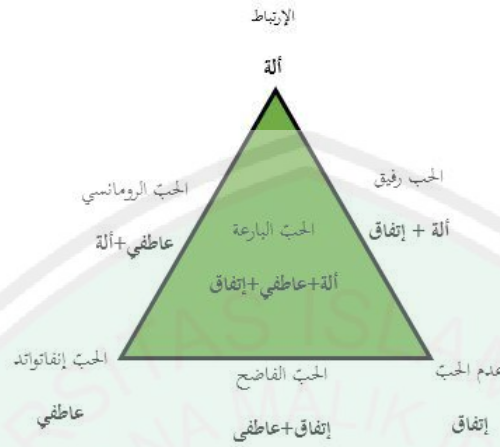 الإرتباط
ألة
الحب رفيق
ألة + إتفاق
الحبّ الرومانسي
عاطفي+ألة
الحبّ البارعة
ألة+عاطفي+إتفاق
عدم الحبّ
إتفاق
الحبّ الفاضح
إتفاق+عاطفي
الحبّ إنفاتواتد
عاطفي